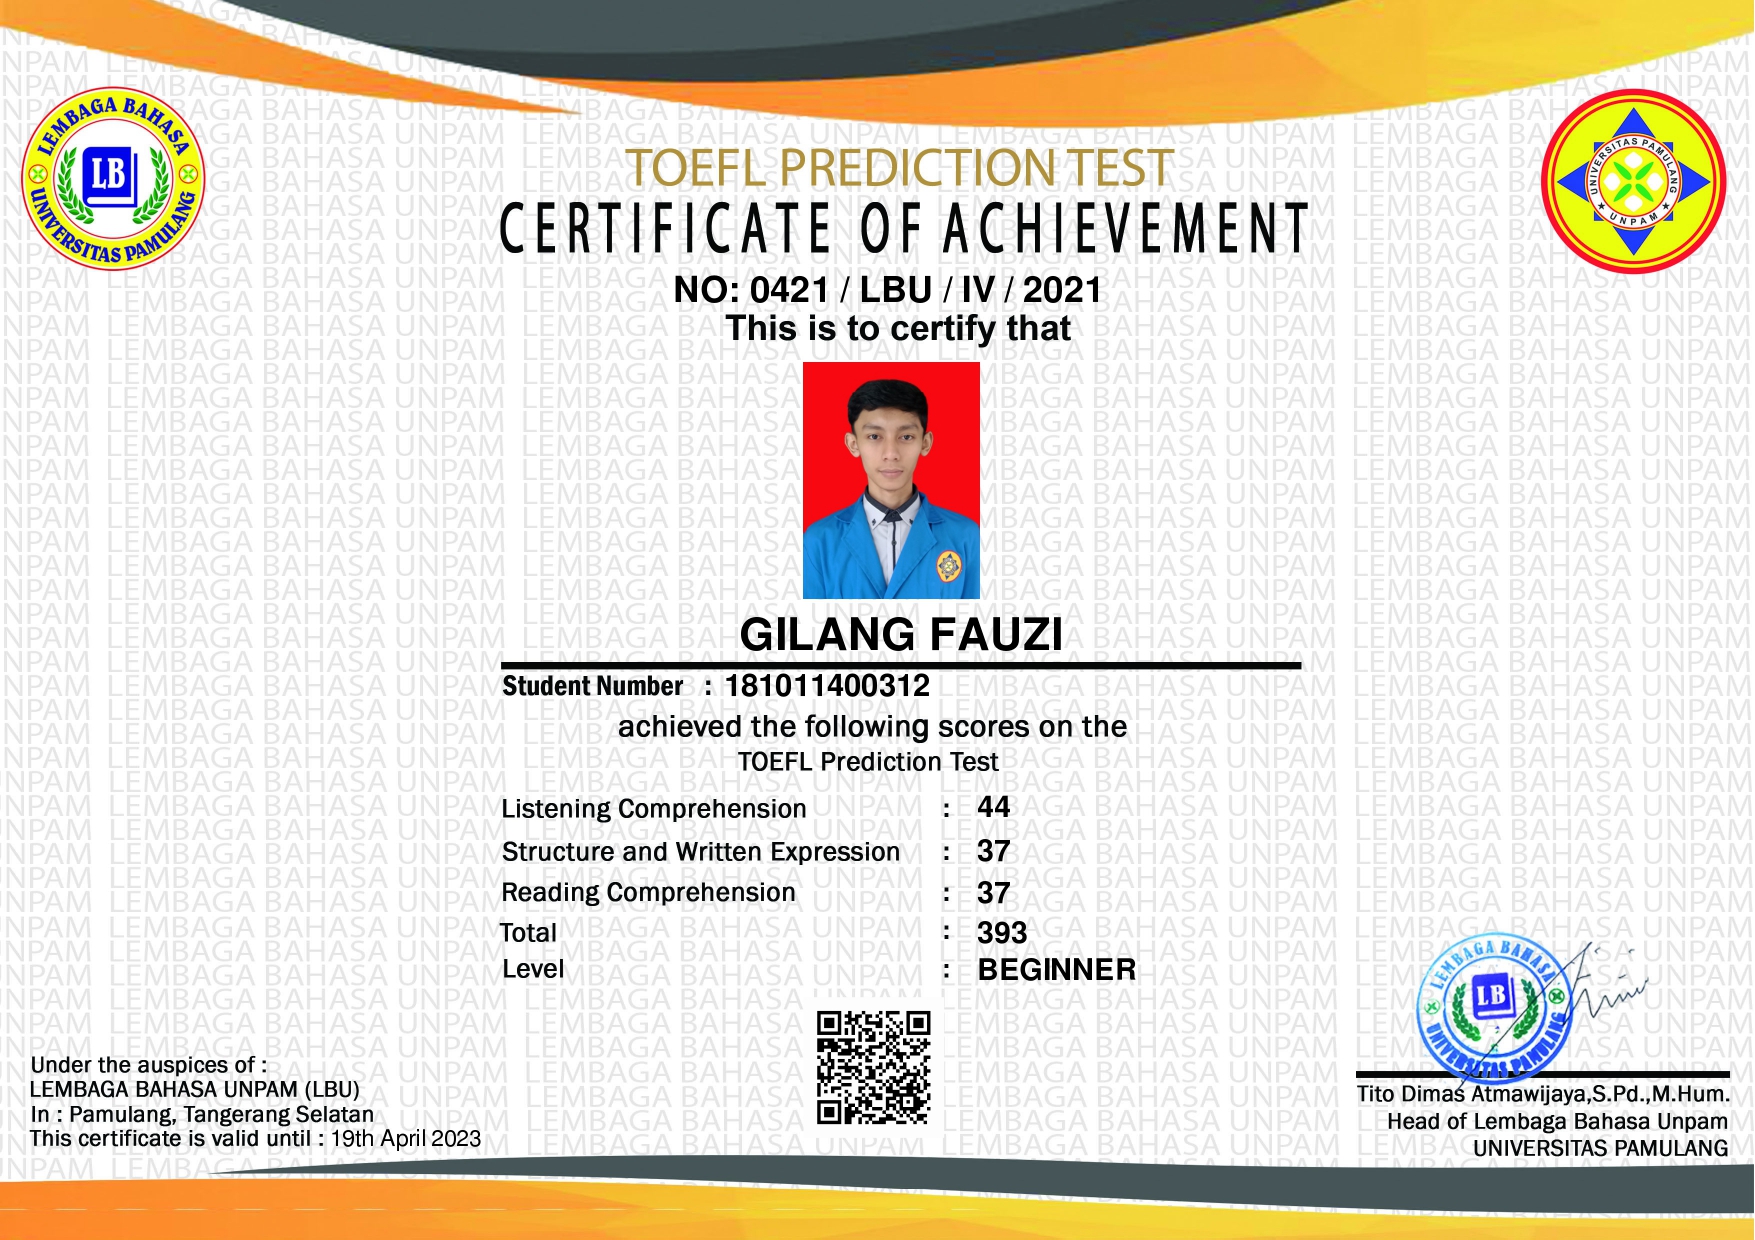 LEMBAGA BAHASA
LB
UNIVERSITAS PAMULANG
UNIVERSITAS PAMULANG
UNPAM
TOEFL PREDICTION TEST
CERTIFICATE OF ACHIEVEMENT
NO: 0421 / LBU / IV / 2021
This is to certify that
GILANG FAUZI
Student Number : 181011400312
achieved the following scores on the
TOEFL Prediction Test
Listening Comprehension : 44
Structure and Written Expression : 37
Reading Comprehension : 37
Total : 393
Level : BEGINNER
Under the auspices of :
LEMBAGA BAHASA UNPAM (LBU)
In : Pamulang, Tangerang Selatan
This certificate is valid until : 19th April 2023
LEMBAGA BAHASA
LB
UNIVERSITAS PAMULANG
Tito Dimas Atmawijaya,S.Pd.,M.Hum.
Head of Lembaga Bahasa Unpam
UNIVERSITAS PAMULANG